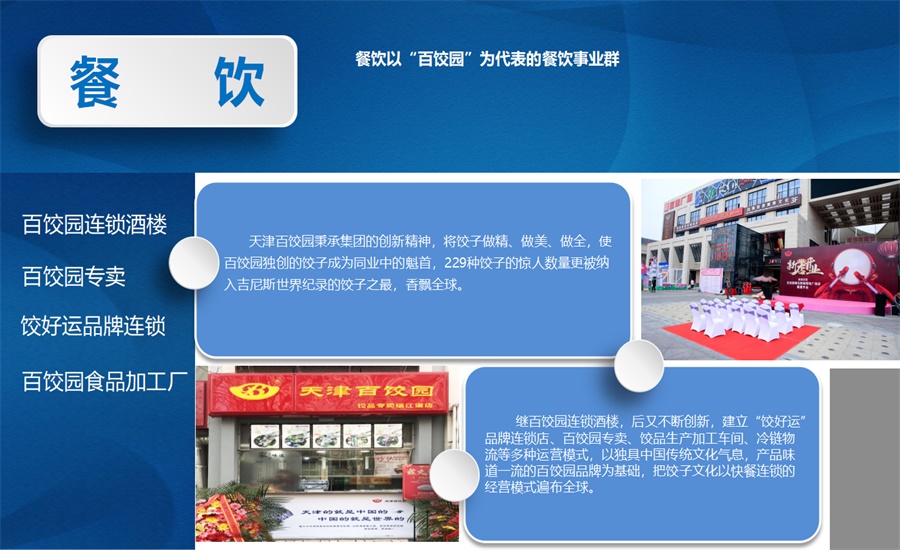 餐 饮
餐饮以“百饺园”为代表的餐饮事业群
百饺园连锁酒楼
百饺园专卖
饺好运品牌连锁
百饺园食品加工厂
天津百饺园秉承集团的创新精神，将饺子做精、做美、做全，使
百饺园独创的饺子成为同业中的魁首，229种饺子的惊人数量更被纳
入吉尼斯世界纪录的饺子之最，香飘全球。
天津百饺园
天津的就是中国的
中国的就是世界的
继百饺园连锁酒楼，后又不断创新，建立“饺好运”
品牌连锁店、百饺园专卖、饺品生产加工车间、冷链物
流等多种运营模式，以独具中国传统文化气息，产品味
道一流的百饺园品牌为基础，把饺子文化以快餐连锁的
经营模式遍布全球。